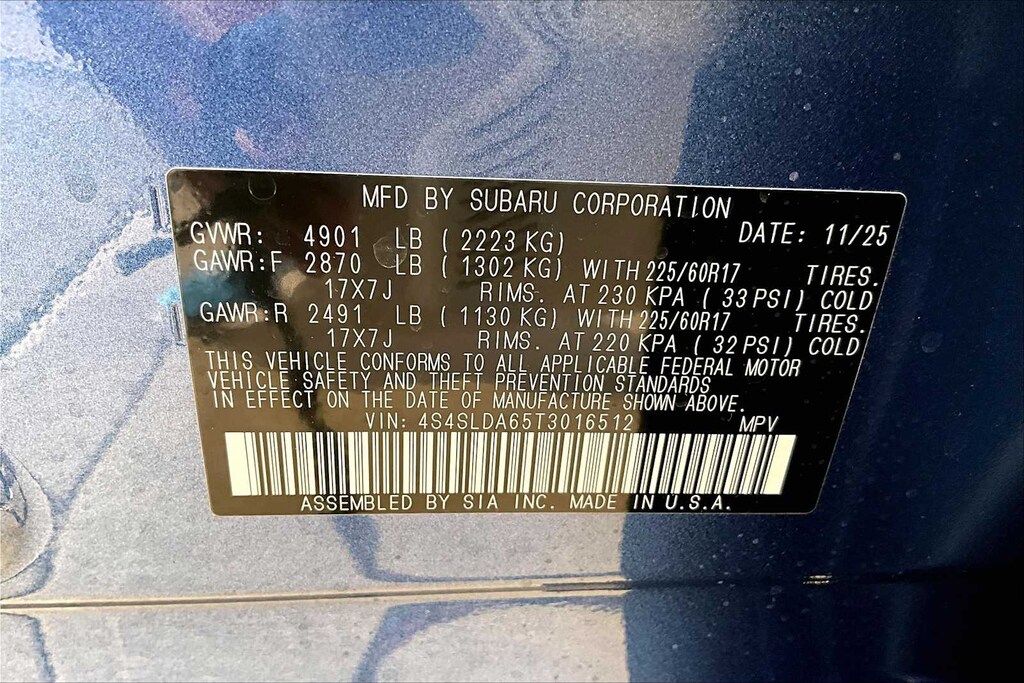 MFD BY SUBARU CORPORATION
GVWR: 4901 LB ( 2223 KG) DATE: 11/25
GAWR:F 2870 LB ( 1302 KG) WITH 225/60R17 TIRES.
17X7J RIMS. AT 230 KPA ( 33 PSI) COLD
GAWR:R 2491 LB ( 1130 KG) WITH 225/60R17 TIRES.
17X7J RIMS. AT 220 KPA ( 32 PSI) COLD
THIS VEHICLE CONFORMS TO ALL APPLICABLE FEDERAL MOTOR
VEHICLE SAFETY AND THEFT PREVENTION STANDARDS
IN EFFECT ON THE DATE OF MANUFACTURE SHOWN ABOVE.
VIN: 4S4SLDA65T3016512 MPV
ASSEMBLED BY SIA INC. MADE IN U.S.A.